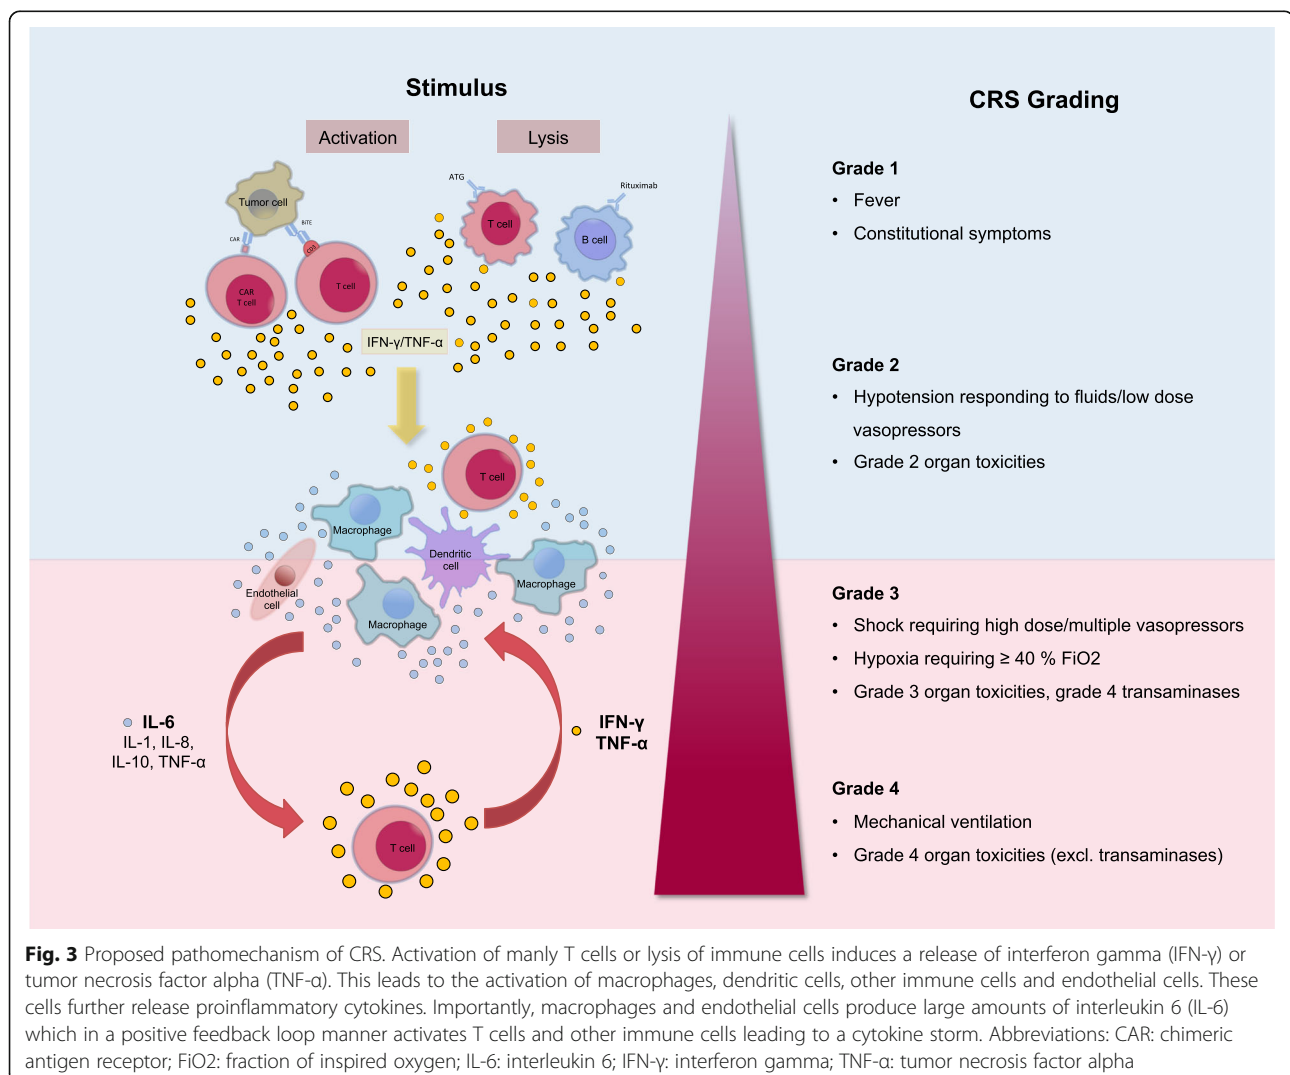 Stimulus
Activation
Lysis
Tumor cell
CAR
BiTE
CD3
CAR
T cell
T cell
ATG
T cell
Rituximab
B cell
IFN-γ/TNF-α
T cell
Macrophage
Dendritic
cell
Macrophage
Endothelial
cell
Macrophage
IL-6
IL-1, IL-8,
IL-10, TNF-α
IFN-γ
TNF-α
T cell
CRS Grading
Grade 1
• Fever
• Constitutional symptoms
Grade 2
• Hypotension responding to fluids/low dose
vasopressors
• Grade 2 organ toxicities
Grade 3
• Shock requiring high dose/multiple vasopressors
• Hypoxia requiring ≥ 40 % FiO2
• Grade 3 organ toxicities, grade 4 transaminases
Grade 4
• Mechanical ventilation
• Grade 4 organ toxicities (excl. transaminases)
Fig. 3 Proposed pathomechanism of CRS. Activation of manly T cells or lysis of immune cells induces a release of interferon gamma (IFN-γ) or
tumor necrosis factor alpha (TNF-α). This leads to the activation of macrophages, dendritic cells, other immune cells and endothelial cells. These
cells further release proinflammatory cytokines. Importantly, macrophages and endothelial cells produce large amounts of interleukin 6 (IL-6)
which in a positive feedback loop manner activates T cells and other immune cells leading to a cytokine storm. Abbreviations: CAR: chimeric
antigen receptor; FiO2: fraction of inspired oxygen; IL-6: interleukin 6; IFN-γ: interferon gamma; TNF-α: tumor necrosis factor alpha